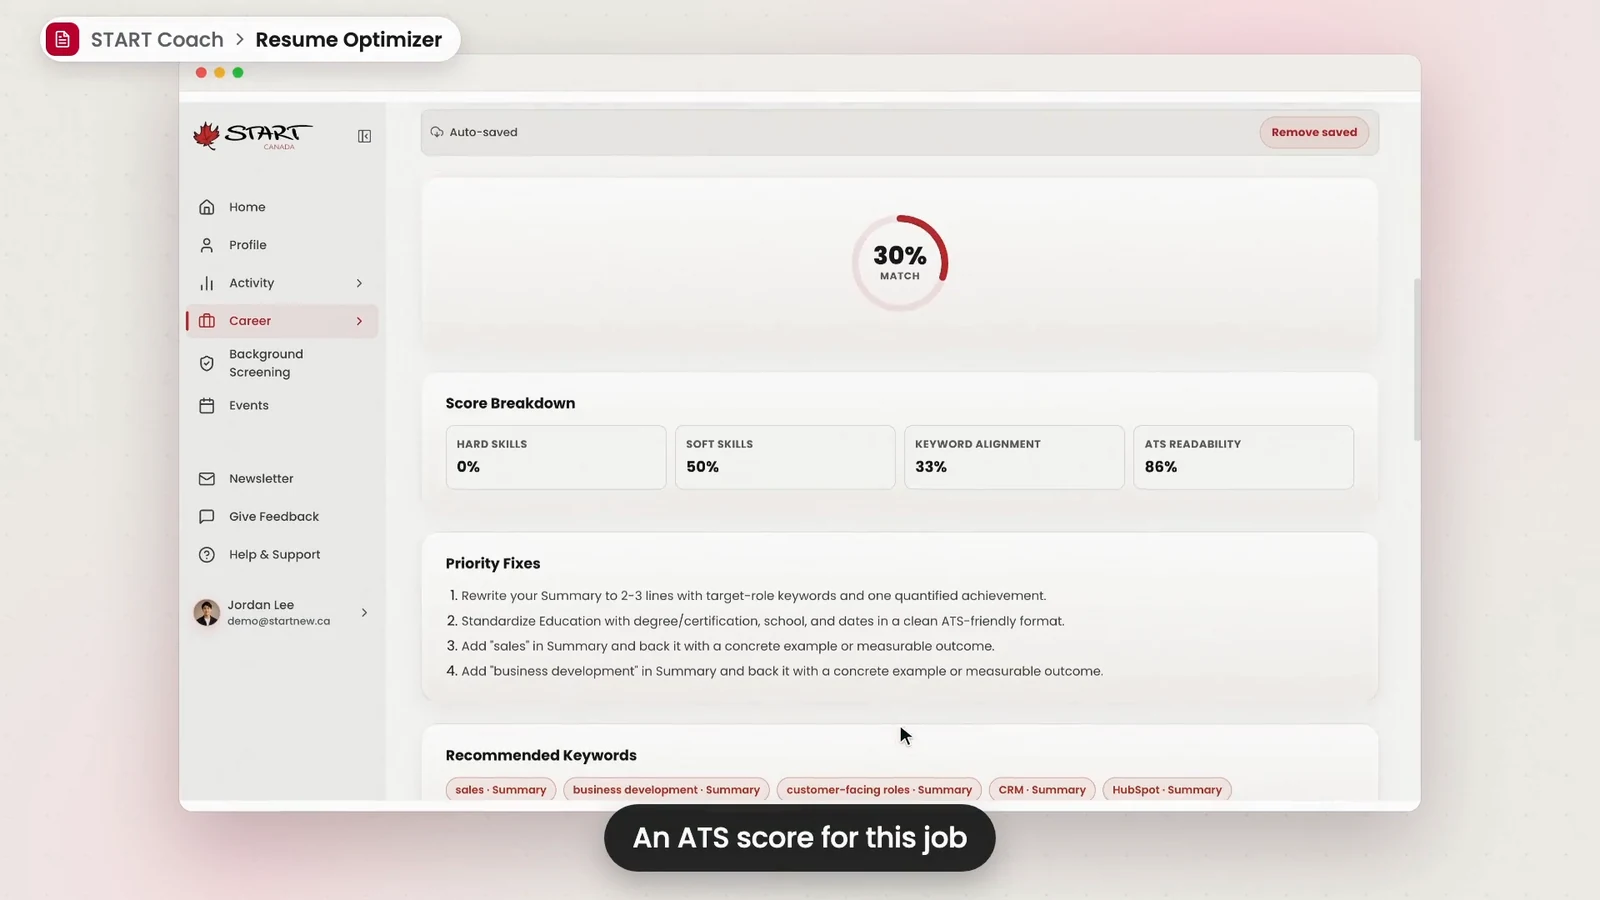 START Coach > Resume Optimizer
START
CANADA
Auto-saved
Remove saved
Home
Profile
Activity
Career
Background
Screening
Events
Newsletter
Give Feedback
Help & Support
Jordan Lee
demo@startnew.ca
30%
MATCH
Score Breakdown
HARD SKILLS
0%
SOFT SKILLS
50%
KEYWORD ALIGNMENT
33%
ATS READABILITY
86%
Priority Fixes
1. Rewrite your Summary to 2-3 lines with target-role keywords and one quantified achievement.
2. Standardize Education with degree/certification, school, and dates in a clean ATS-friendly format.
3. Add "sales" in Summary and back it with a concrete example or measurable outcome.
4. Add "business development" in Summary and back it with a concrete example or measurable outcome.
Recommended Keywords
sales · Summary
business development · Summary
customer-facing roles · Summary
CRM · Summary
HubSpot · Summary
An ATS score for this job